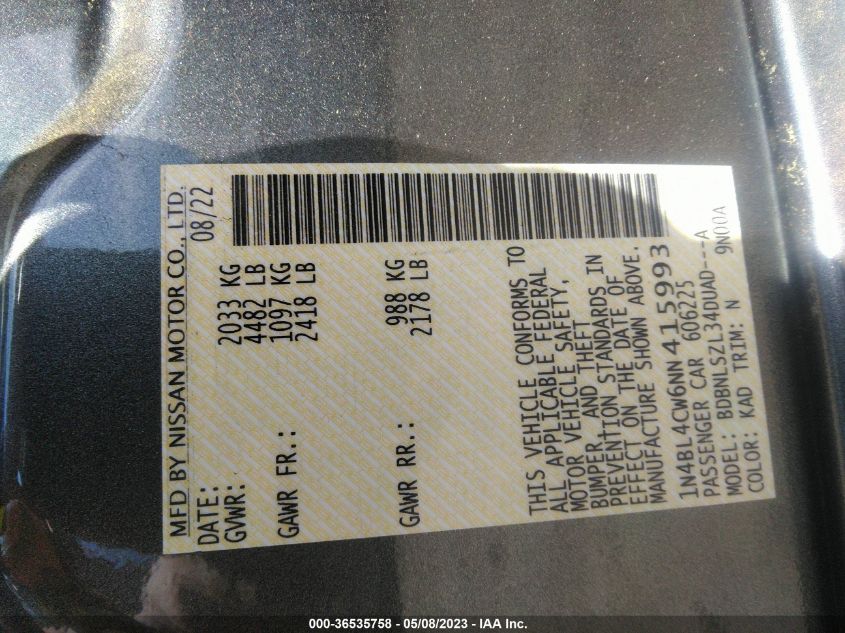 MFD BY NISSAN MOTOR CO., LTD.
DATE: 08/22
GVWR: 2033 KG
4482 LB
GAWR FR.: 1097 KG
2418 LB
GAWR RR.: 988 KG
2178 LB
THIS VEHICLE CONFORMS TO
ALL APPLICABLE FEDERAL
MOTOR VEHICLE SAFETY,
BUMPER, AND THEFT
PREVENTION STANDARDS IN
EFFECT ON THE DATE OF
MANUFACTURE SHOWN ABOVE.
1N4BL4CW6NN415993
PASSENGER CAR 606225
MODEL: BDBNLSZL34DUAD---A
COLOR: KAD TRIM: N 9N00A
000-36535758 - 05/08/2023 - IAA Inc.